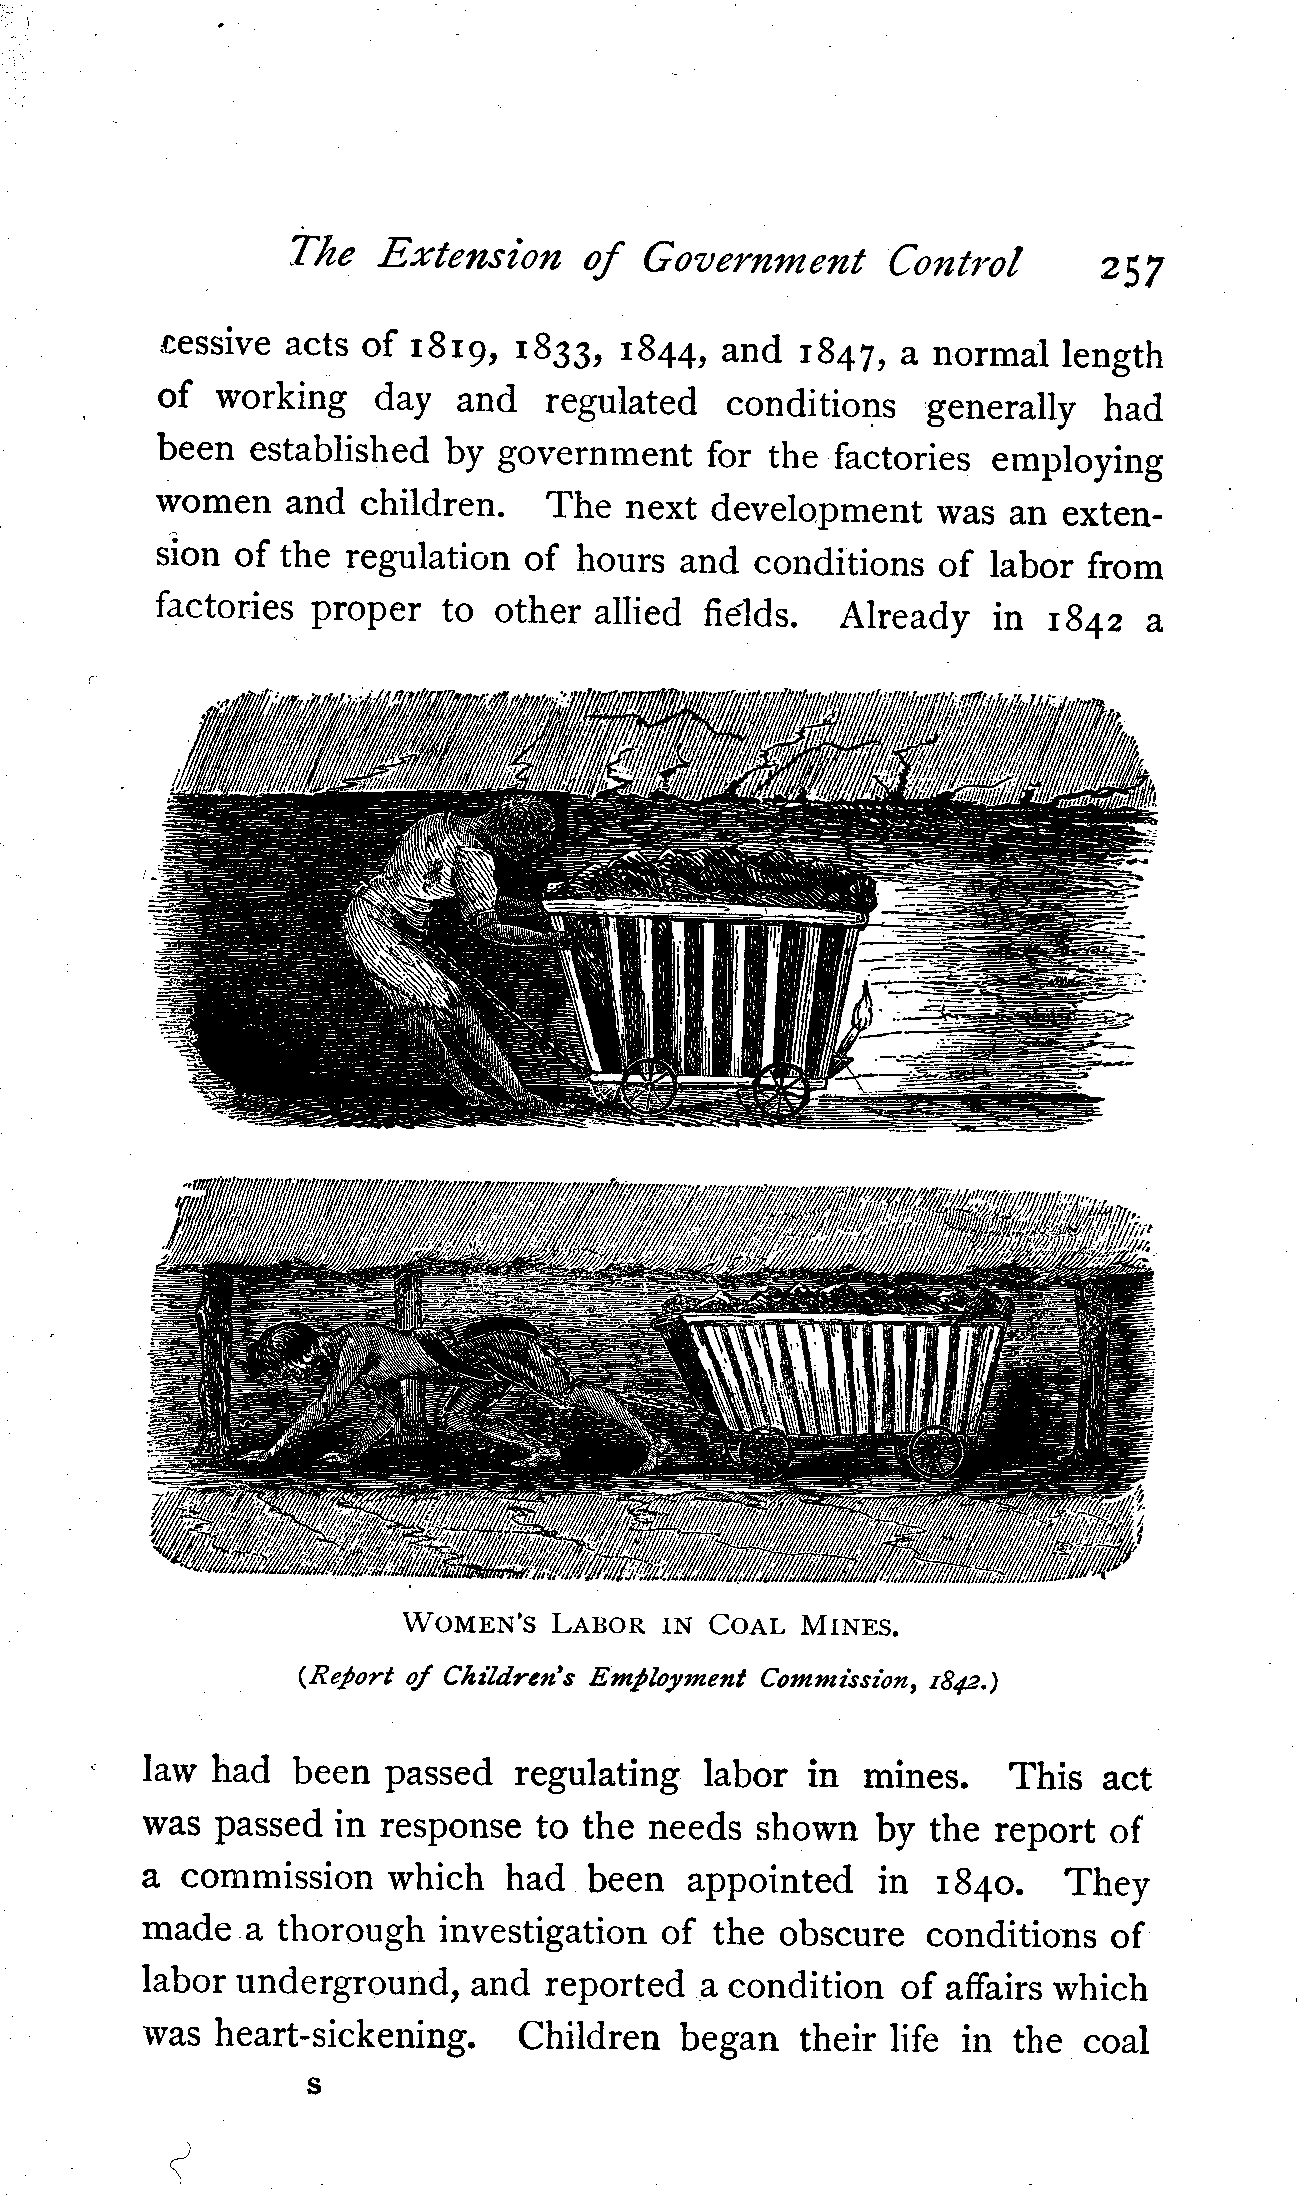 The Extension of Government Control 257
cessive acts of 1819, 1833, 1844, and 1847, a normal length
of working day and regulated conditions generally had
been established by government for the factories employing
women and children. The next development was an exten-
sion of the regulation of hours and conditions of labor from
factories proper to other allied fields. Already in 1842 a
WOMEN'S LABOR IN COAL MINES.
(Report of Children's Employment Commission, 1842.)
law had been passed regulating labor in mines. This act
was passed in response to the needs shown by the report of
a commission which had been appointed in 1840. They
made a thorough investigation of the obscure conditions of
labor underground, and reported a condition of affairs which
was heart-sickening. Children began their life in the coal
s